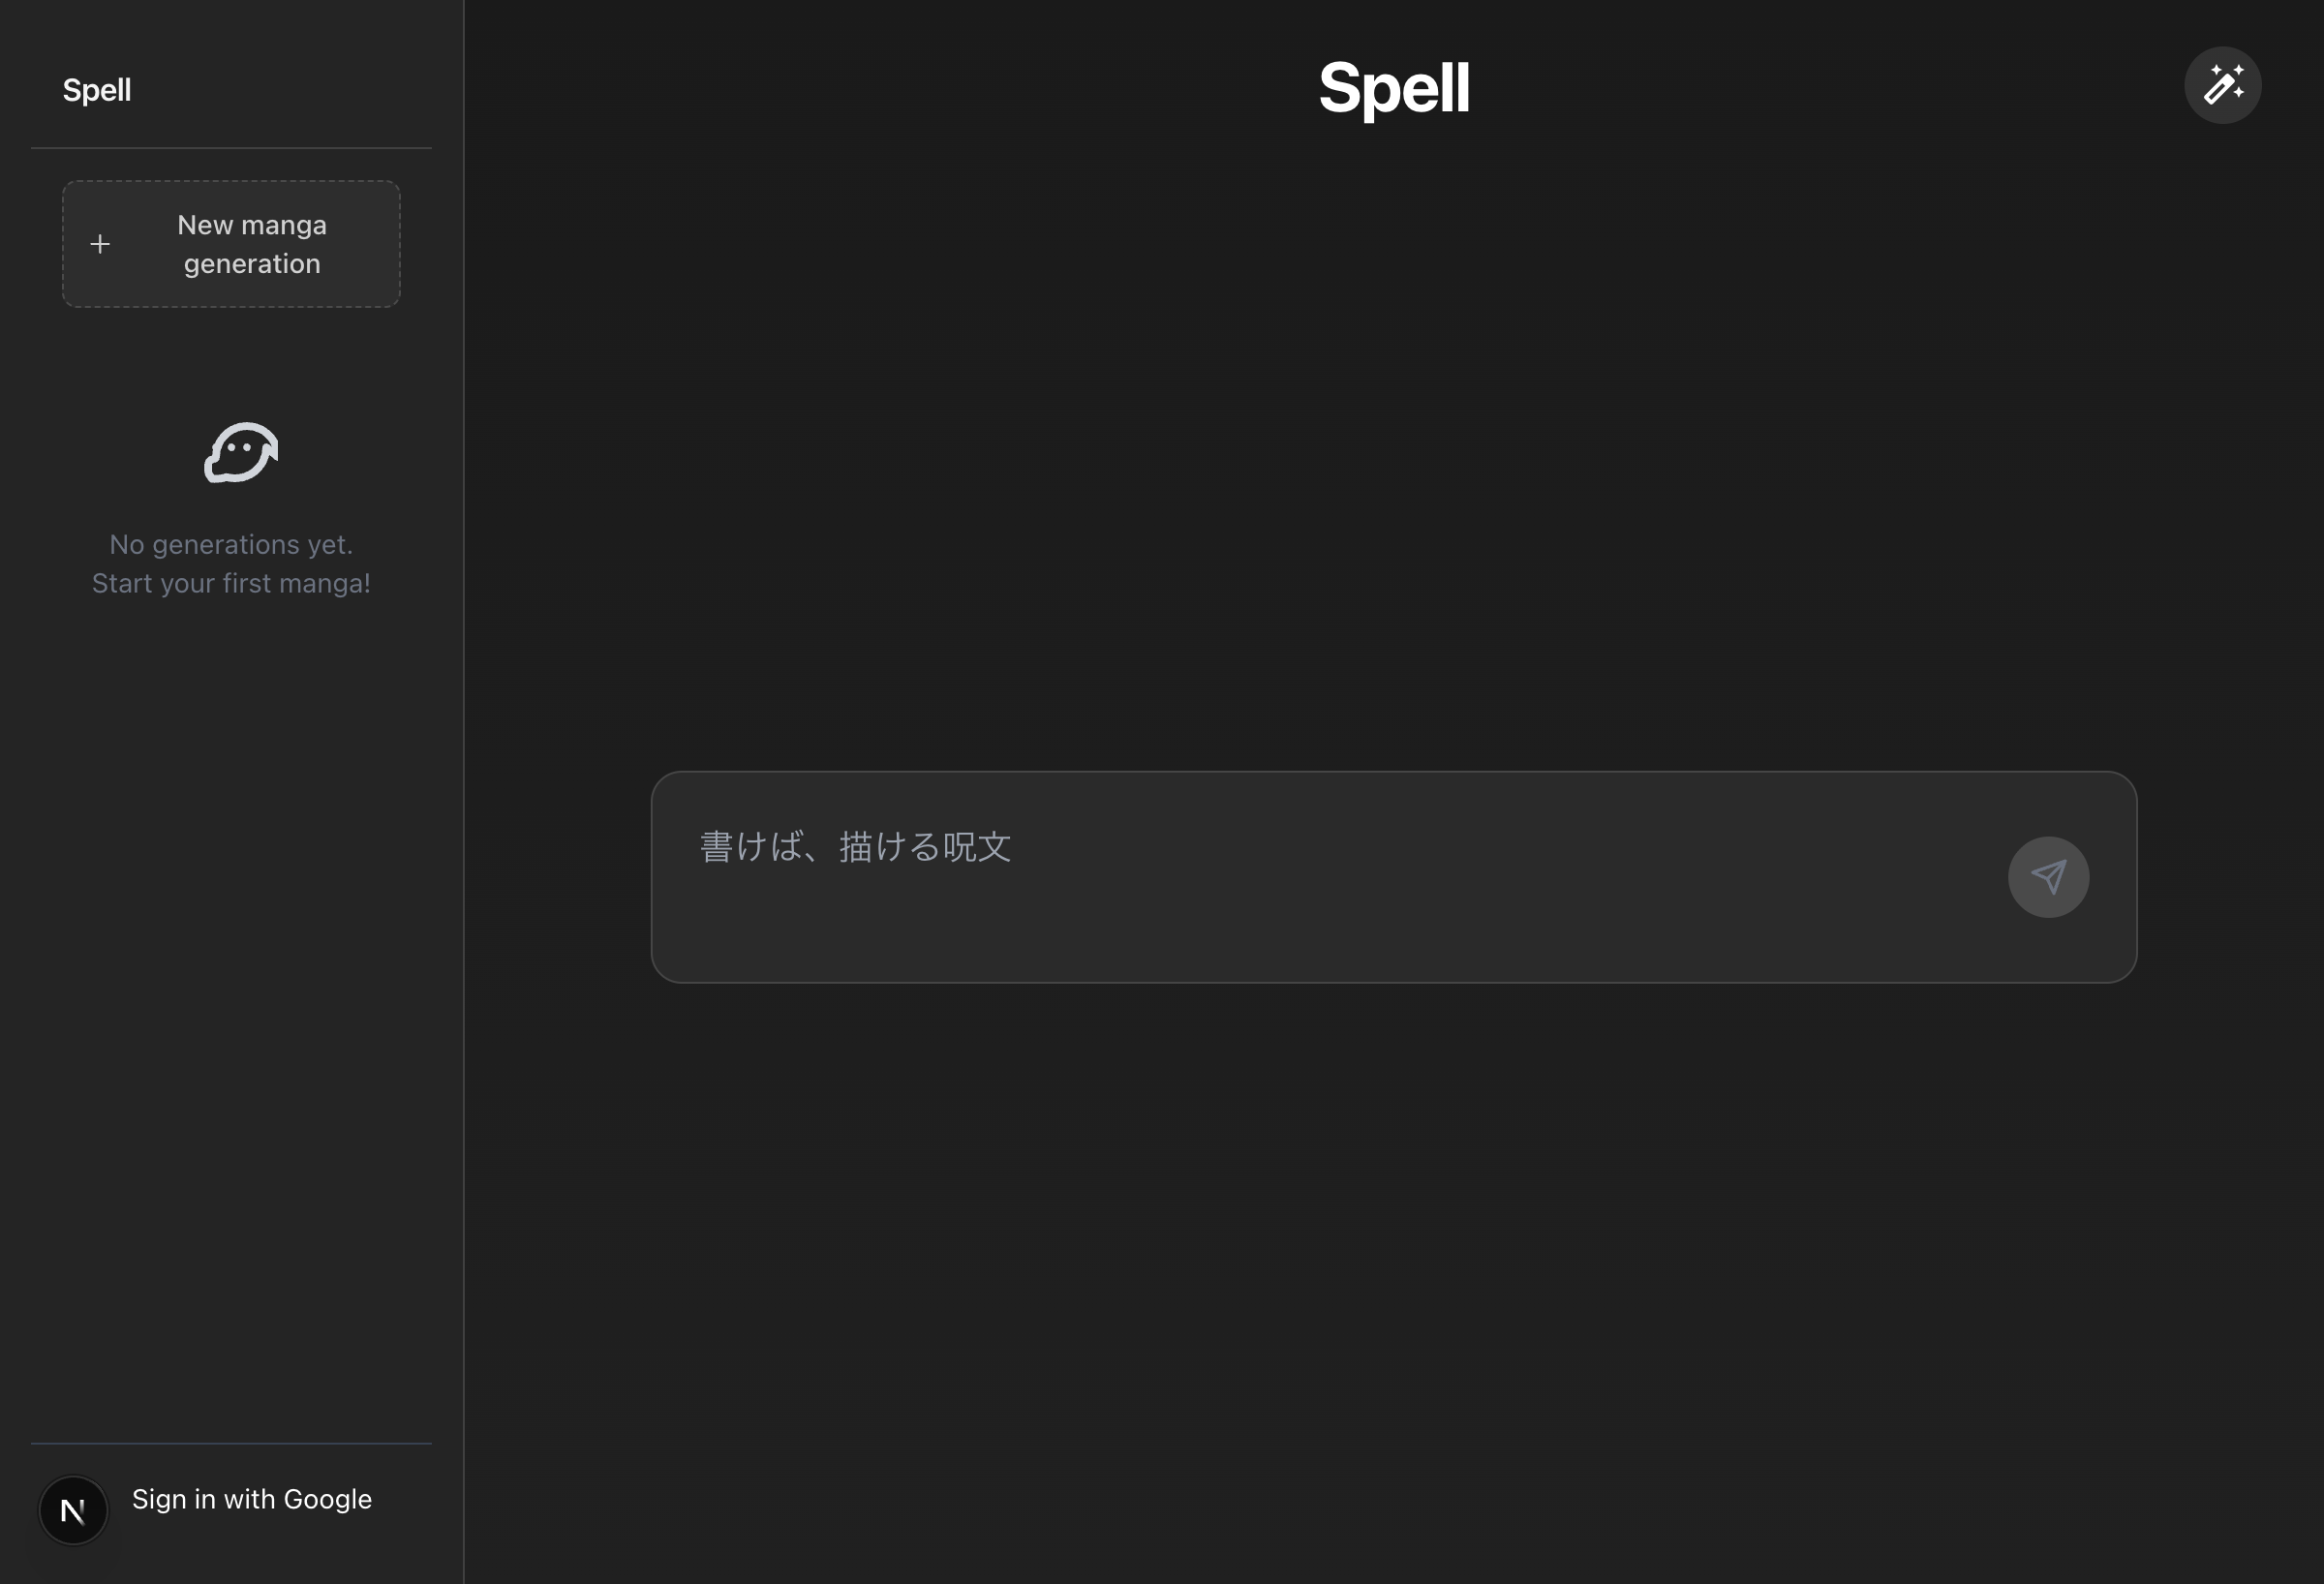 Spell
New manga
generation
No generations yet.
Start your first manga!
N
Sign in with Google
Spell
書けば、描ける呪文